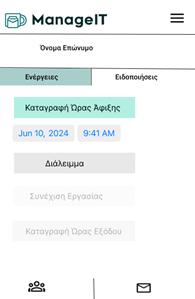 ManageIT
Όνομα Επώνυμο
Ενέργειες
Ειδοποιήσεις
Καταγραφή Ώρας Άφιξης
Jun 10, 2024 9:41 AM
Διάλειμμα
Συνέχιση Εργασίας
Καταγραφή Ώρας Εξόδου